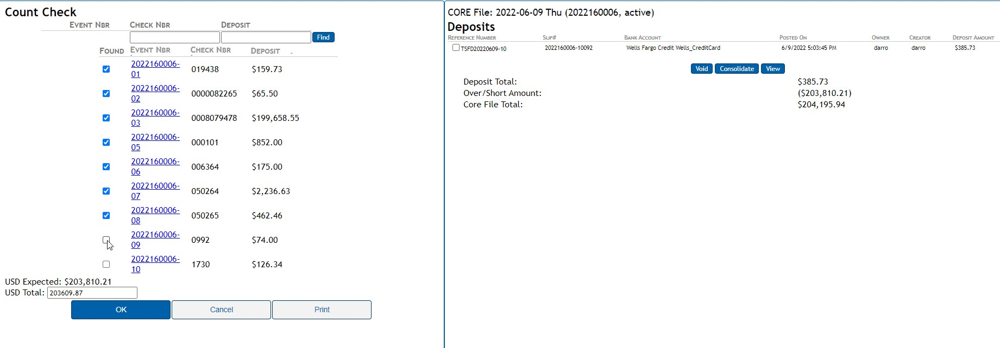 Count Check
EVENT NBR CHECK NBR DEPOSIT
Find
FOUND EVENT NBR CHECK NBR DEPOSIT
2022160006-01 019438 $159.73
2022160006-02 0000082265 $65.50
2022160006-03 0008079478 $199,658.55
2022160006-05 000101 $852.00
2022160006-06 006364 $175.00
2022160006-07 050264 $2,236.63
2022160006-08 050265 $462.46
2022160006-09 0992 $74.00
2022160006-10 1730 $126.34
USD Expected: $203,810.21
USD Total: 203609.87
OK Cancel Print
CORE File: 2022-06-09 Thu (2022160006, active)
Deposits
REFERENCE NUMBER SLIP# BANK ACCOUNT POSTED ON OWNER CREATOR DEPOSIT AMOUNT
TSFD20220609-10 2022160006-10092 Wells Fargo Credit Wells_CreditCard 6/9/2022 5:03:45 PM darro darro $385.73
Void Consolidate View
Deposit Total: $385.73
Over/Short Amount: ($203,810.21)
Core File Total: $204,195.94